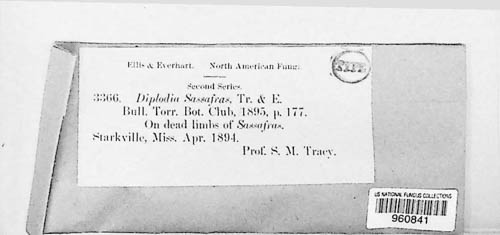 Ellis & Everhart. North American Fungi.
Second Series.
3366. Diplodia Sassafras, Tr. & E.
Bull. Torr. Bot. Club, 1895, p. 177.
On dead limbs of Sassafras.
Starkville, Miss. Apr. 1894.
Prof. S. M. Tracy.
US NATIONAL FUNGUS COLLECTIONS
960841